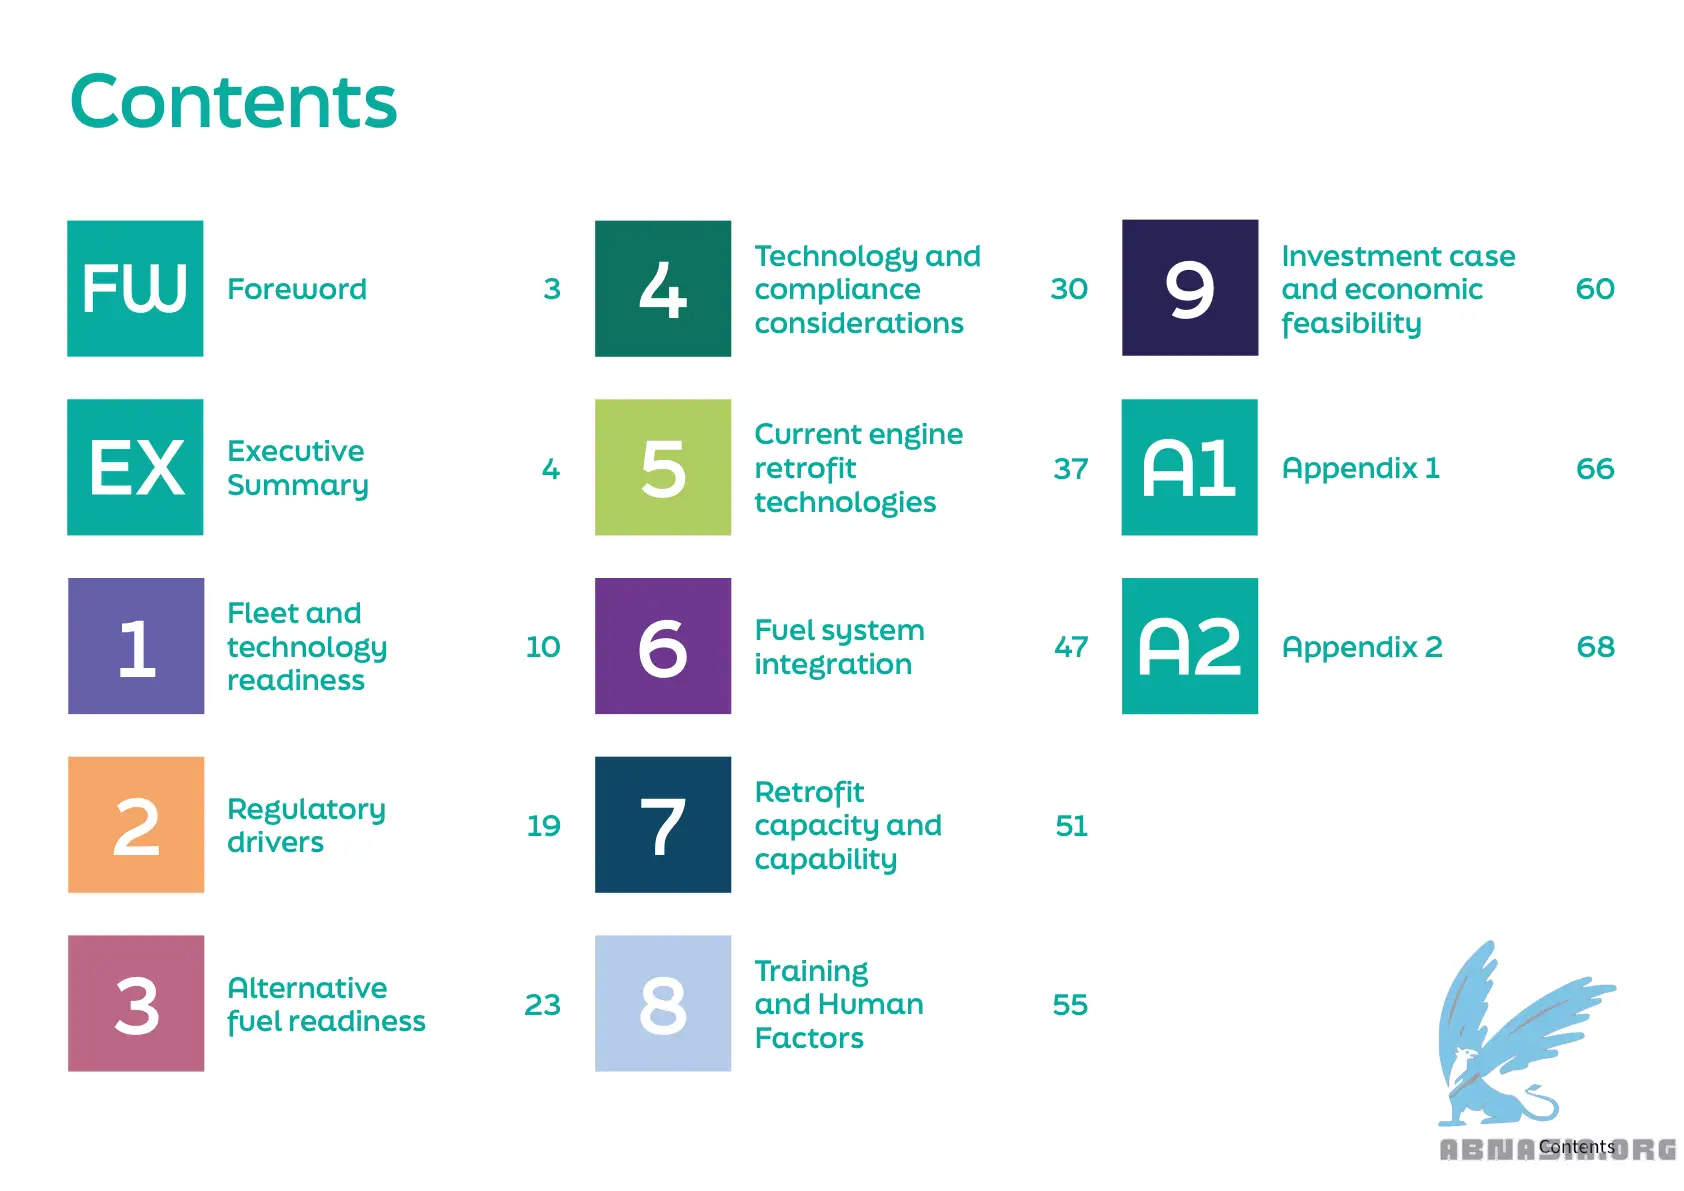 Contents
FW
Foreword
3
EX
Executive
Summary
4
1
Fleet and
technology
readiness
10
2
Regulatory
drivers
19
3
Alternative
fuel readiness
23
4
Technology and
compliance
considerations
30
5
Current engine
retrofit
technologies
37
6
Fuel system
integration
47
7
Retrofit
capacity and
capability
51
8
Training
and Human
Factors
55
9
Investment case
and economic
feasibility
60
A1
Appendix 1
66
A2
Appendix 2
68
Contents
ABNASIA.ORG